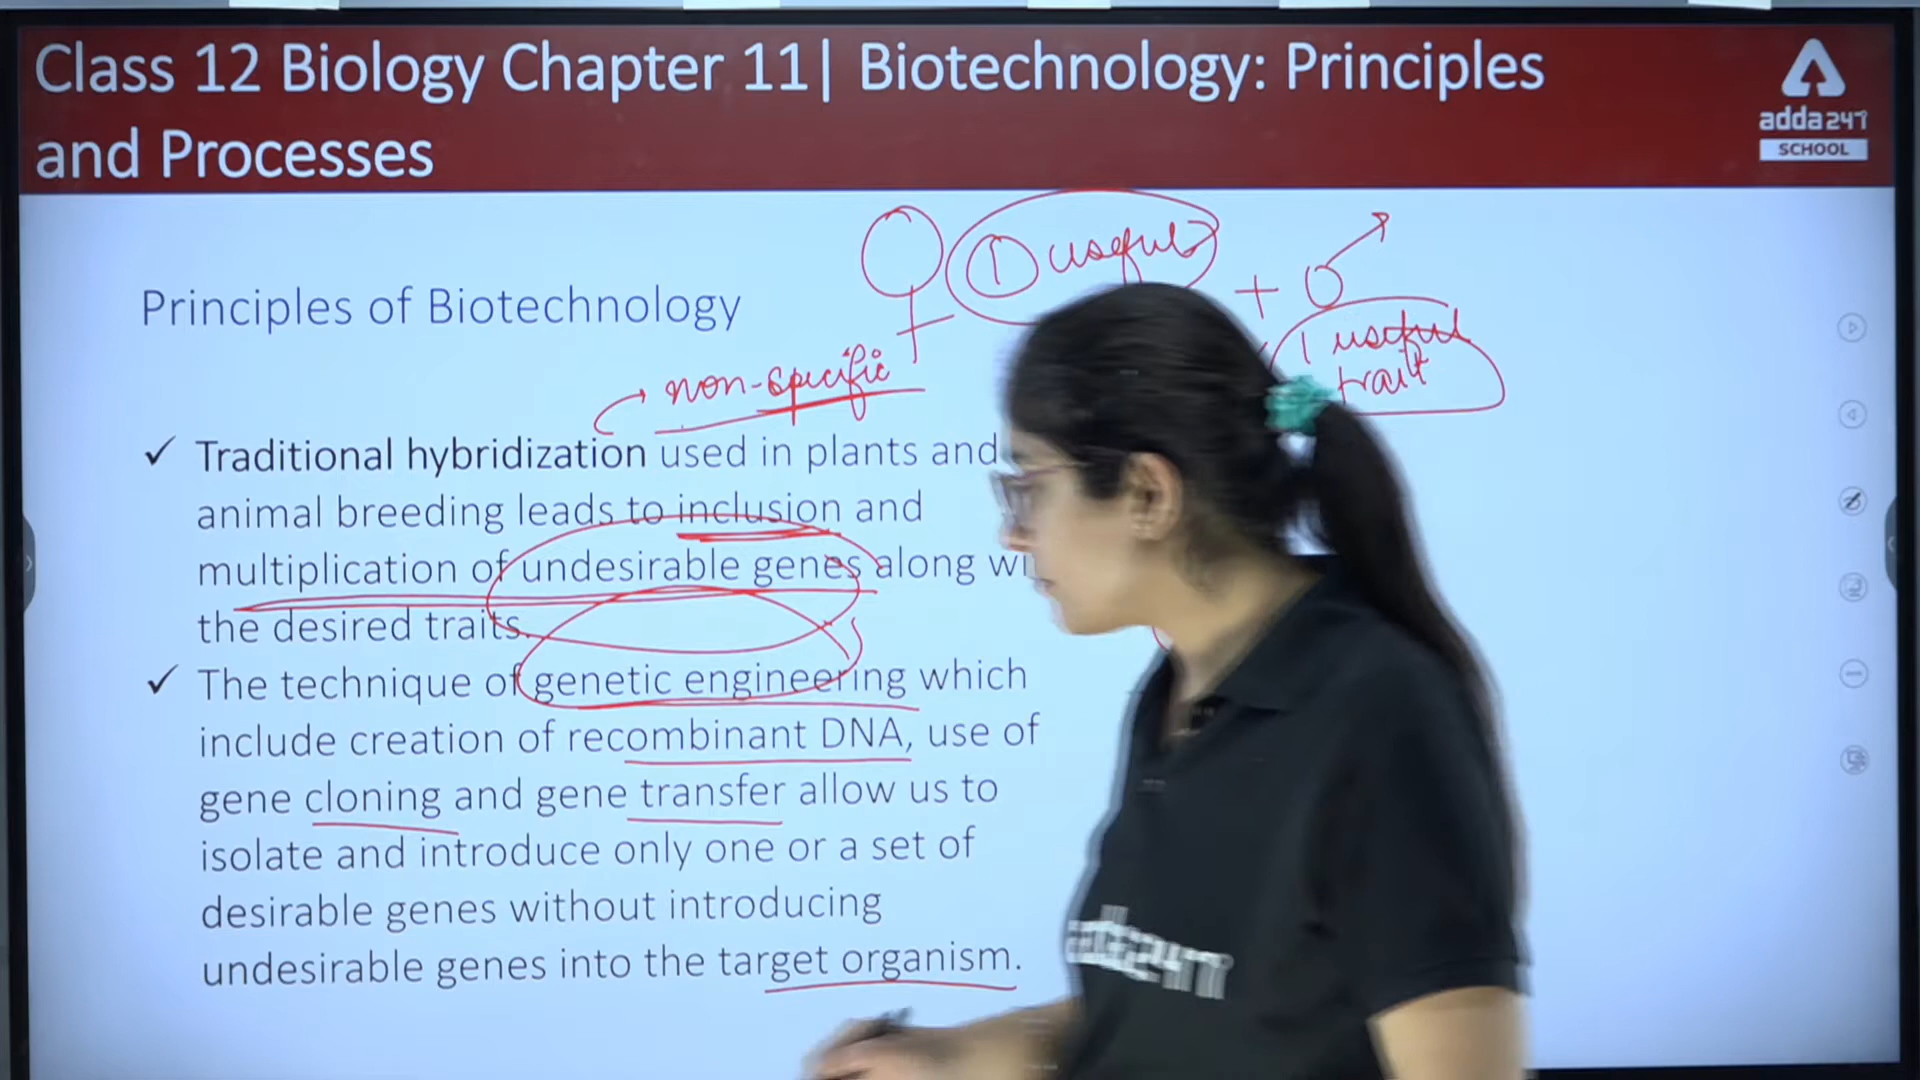 Class 12 Biology Chapter 11| Biotechnology: Principles
and Processes
adda247
SCHOOL
1 useful
+
1 useful
trait
Principles of Biotechnology
non-specific
✓ Traditional hybridization used in plants and
animal breeding leads to inclusion and
multiplication of undesirable genes along
the desired traits.
✓ The technique of genetic engineering which
include creation of recombinant DNA, use of
gene cloning and gene transfer allow us to
isolate and introduce only one or a set of
desirable genes without introducing
undesirable genes into the target organism.
adda247